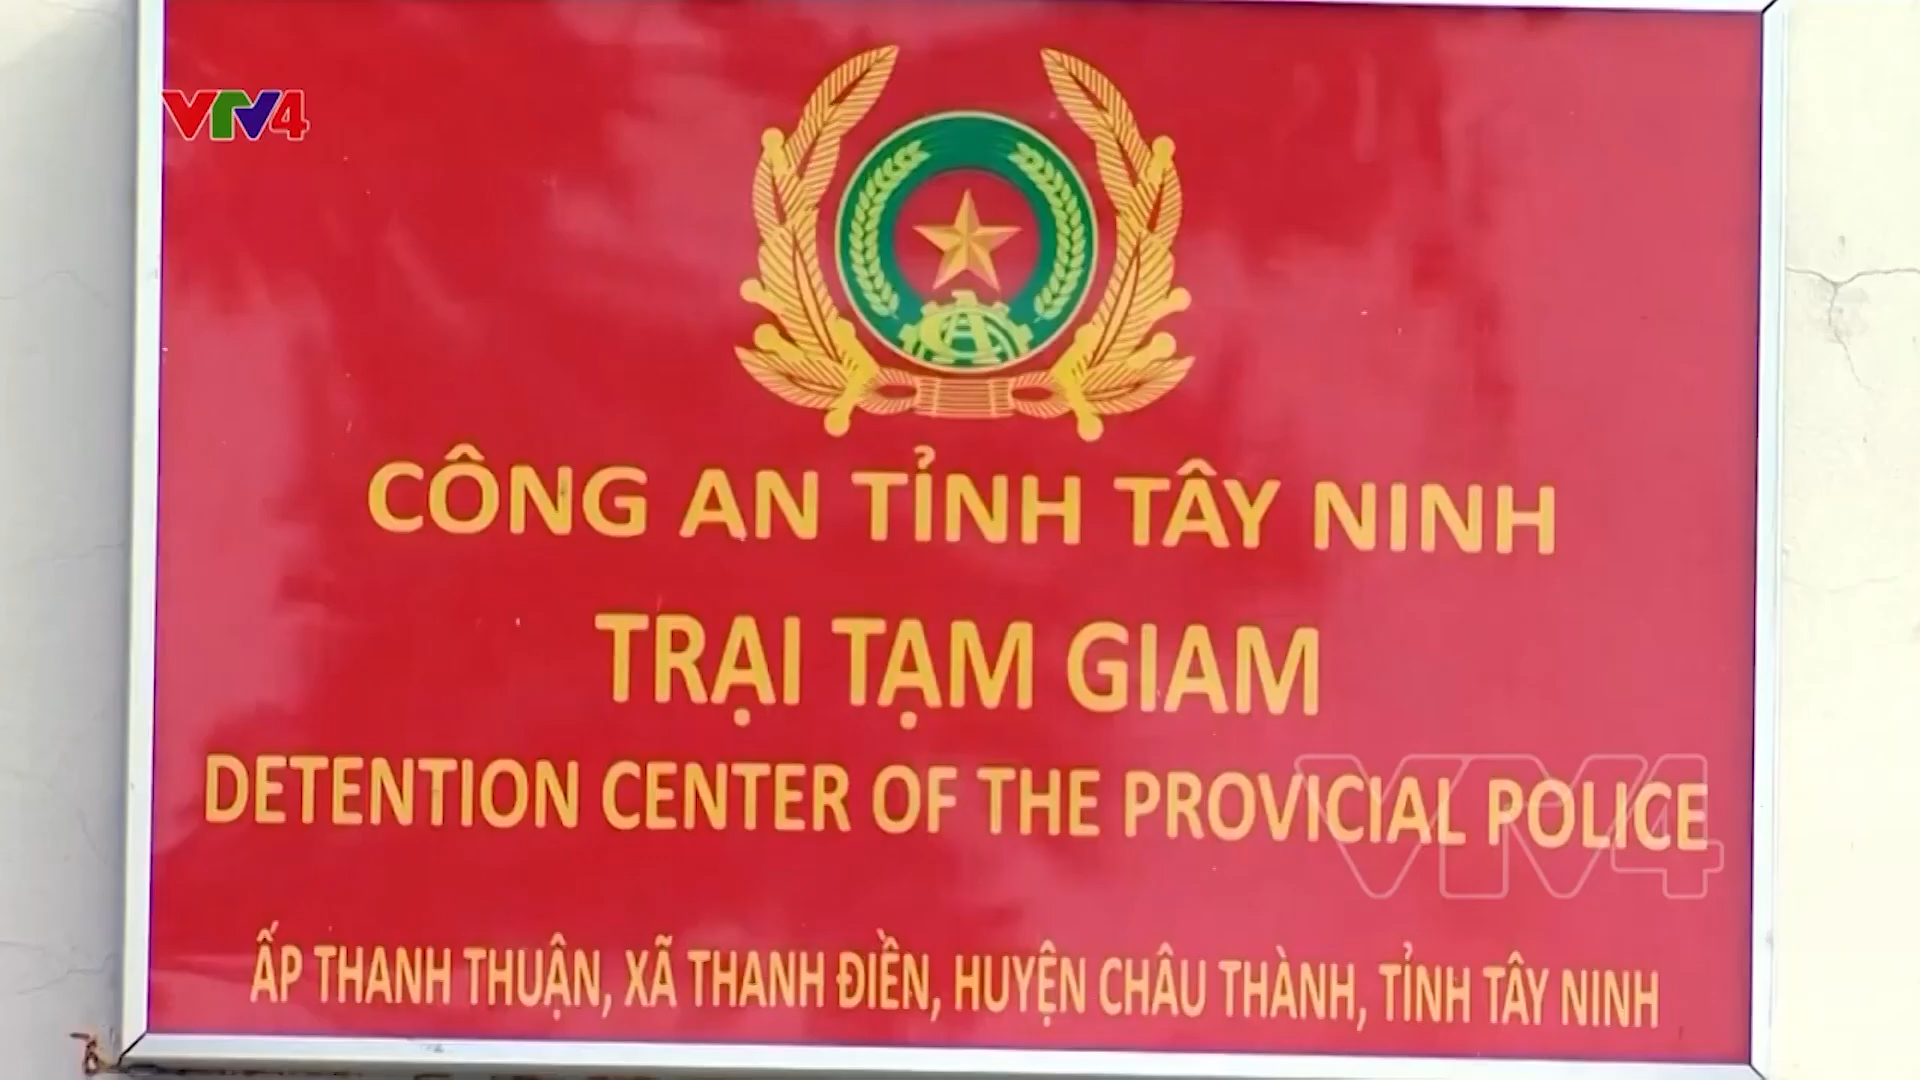 VTV4
CÔNG AN TỈNH TÂY NINH
TRẠI TẠM GIAM
DETENTION CENTER OF THE PROVICIAL POLICE
VTV4
ẤP THANH THUẬN, XÃ THANH ĐIỀN, HUYỆN CHÂU THÀNH, TỈNH TÂY NINH